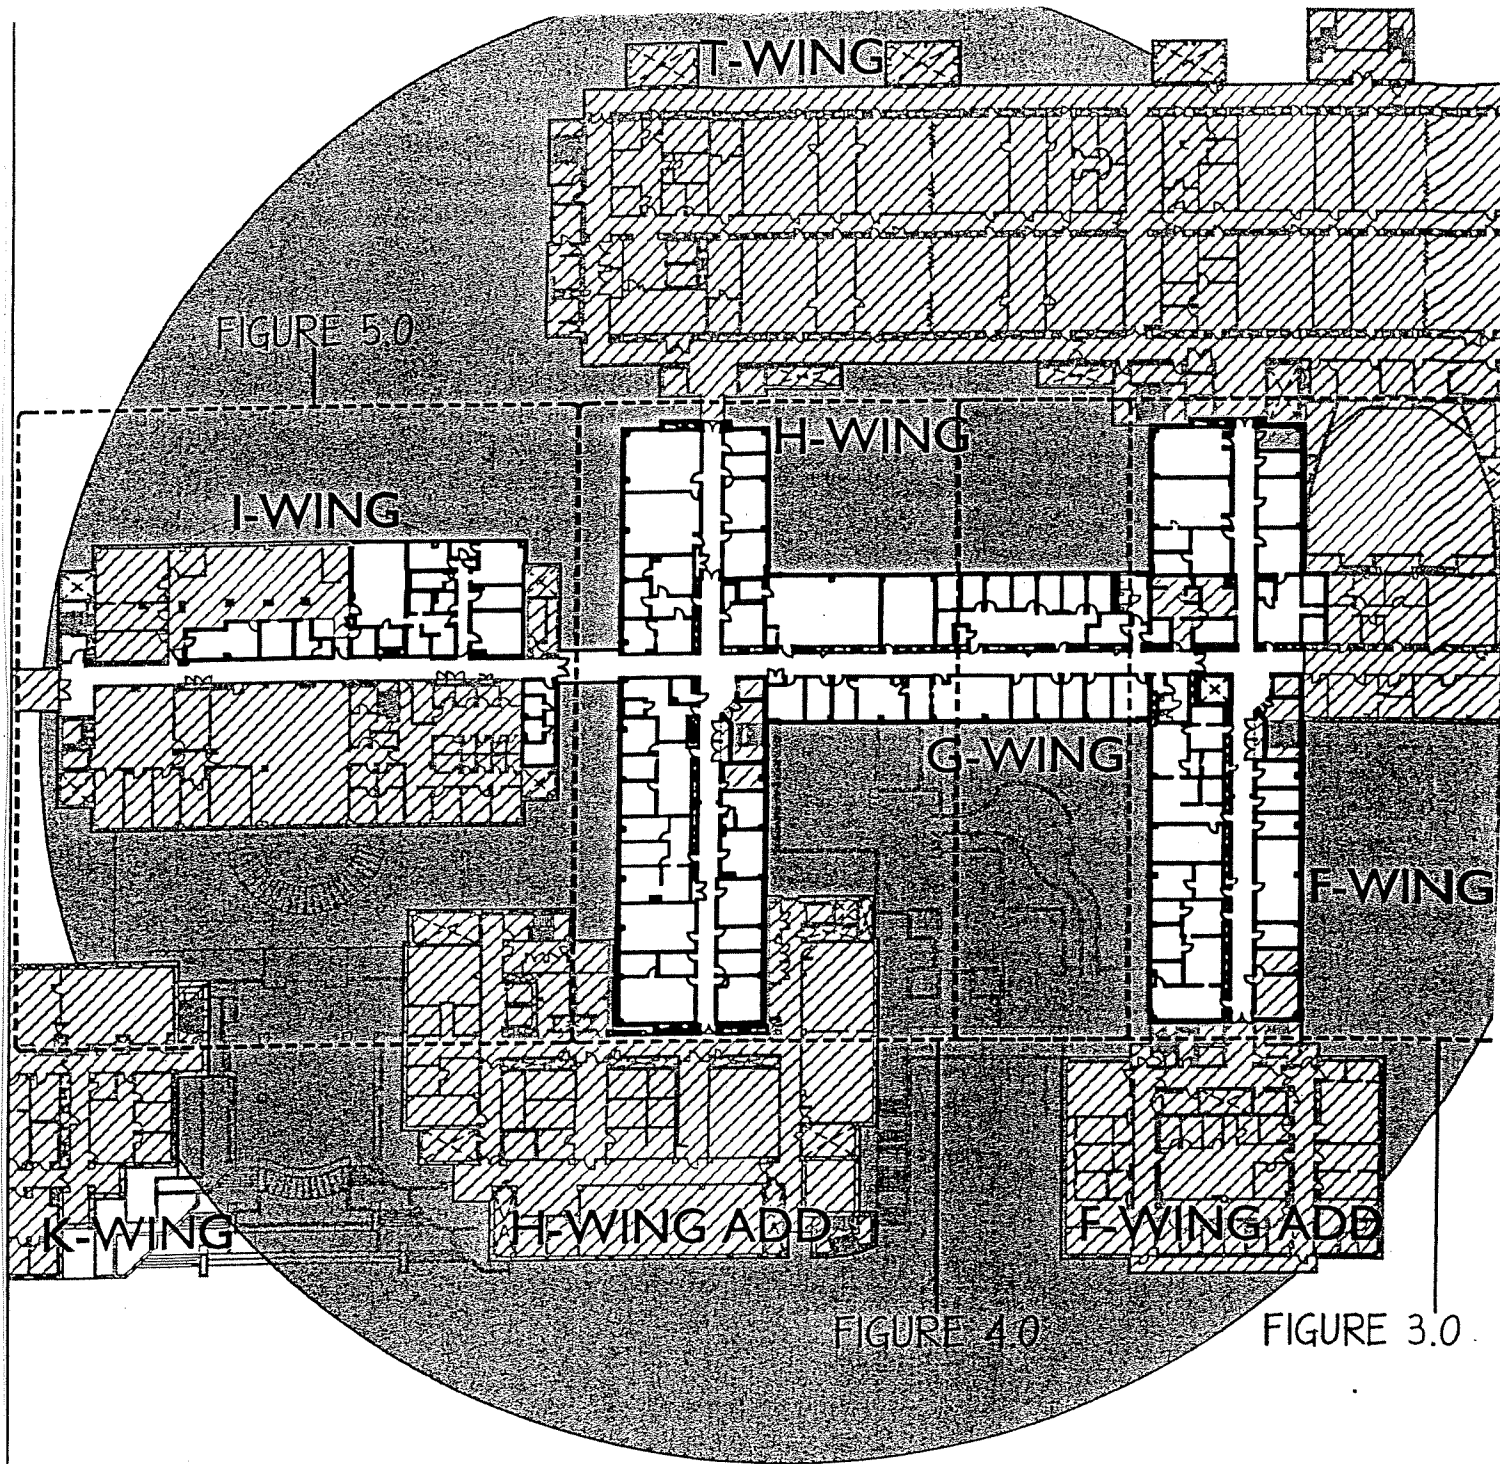 T-WING
FIGURE 5.0
H-WING
I-WING
G-WING
F-WING
K-WING
H-WING ADD
F-WING ADD
FIGURE 4.0
FIGURE 3.0